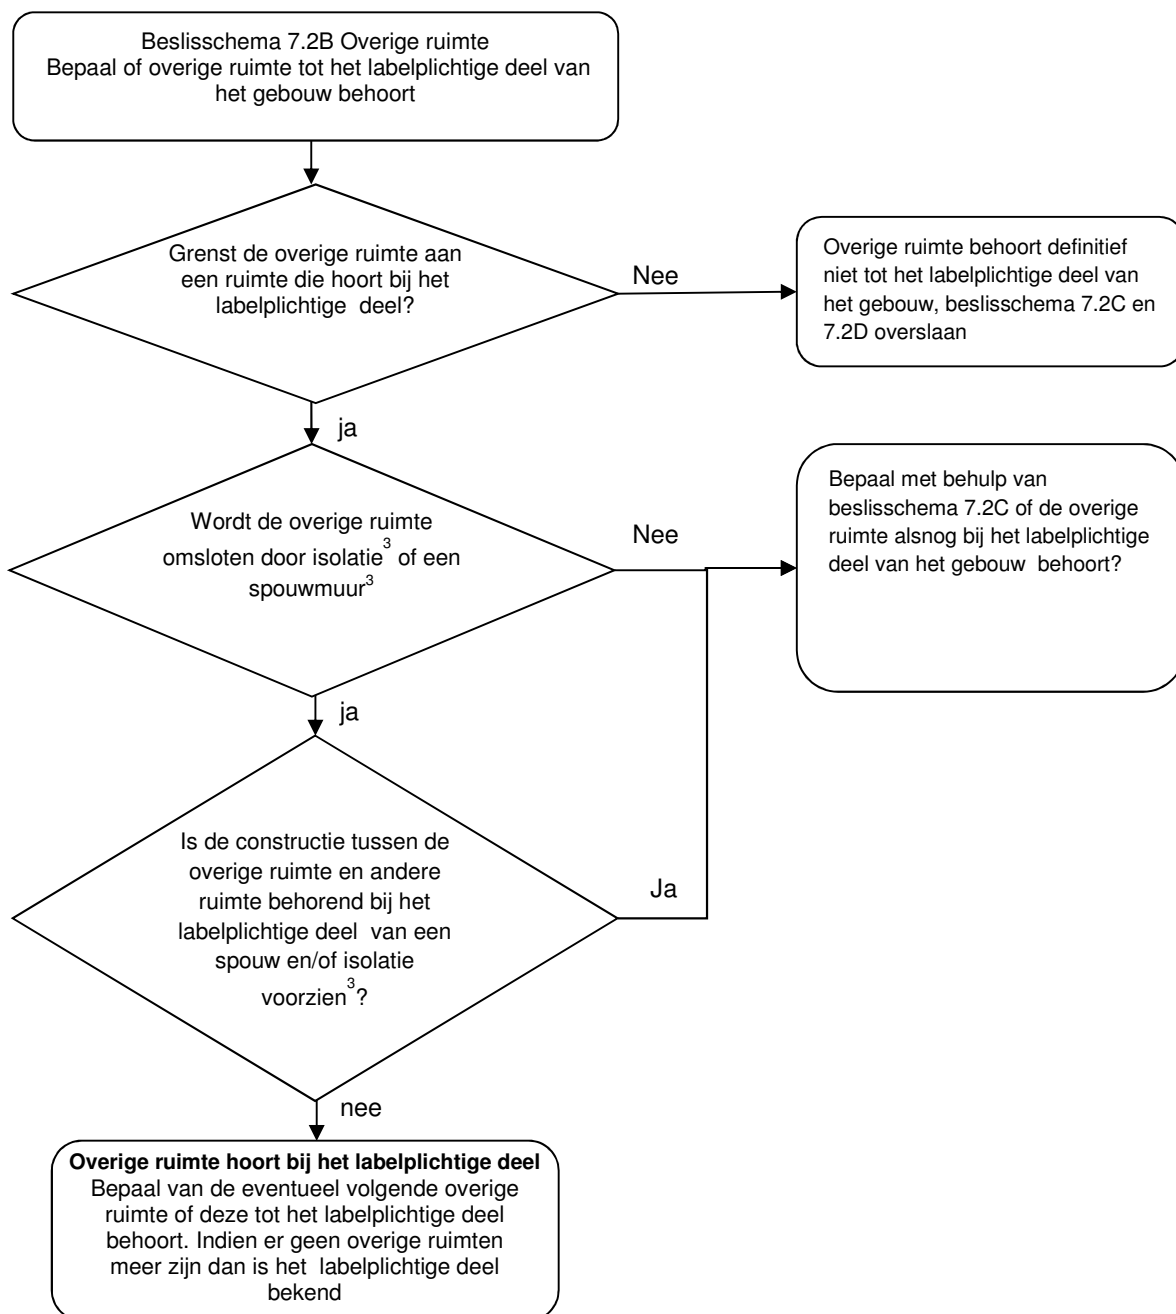 Beslisschema 7.2B Overige ruimte
Bepaal of overige ruimte tot het labelplichtige deel van
het gebouw behoort
Grenst de overige ruimte aan
een ruimte die hoort bij het
labelplichtige deel?
Nee
Overige ruimte behoort definitief
niet tot het labelplichtige deel van
het gebouw, beslisschema 7.2C en
7.2D overslaan
ja
Wordt de overige ruimte
omsloten door isolatie³ of een
spouwmuur³
Nee
Bepaal met behulp van
beslisschema 7.2C of de overige
ruimte alsnog bij het labelplichtige
deel van het gebouw behoort?
ja
Is de constructie tussen de
overige ruimte en andere
ruimte behorend bij het
labelplichtige deel van een
spouw en/of isolatie
voorzien³?
Ja
nee
Overige ruimte hoort bij het labelplichtige deel
Bepaal van de eventueel volgende overige
ruimte of deze tot het labelplichtige deel
behoort. Indien er geen overige ruimten
meer zijn dan is het labelplichtige deel
bekend